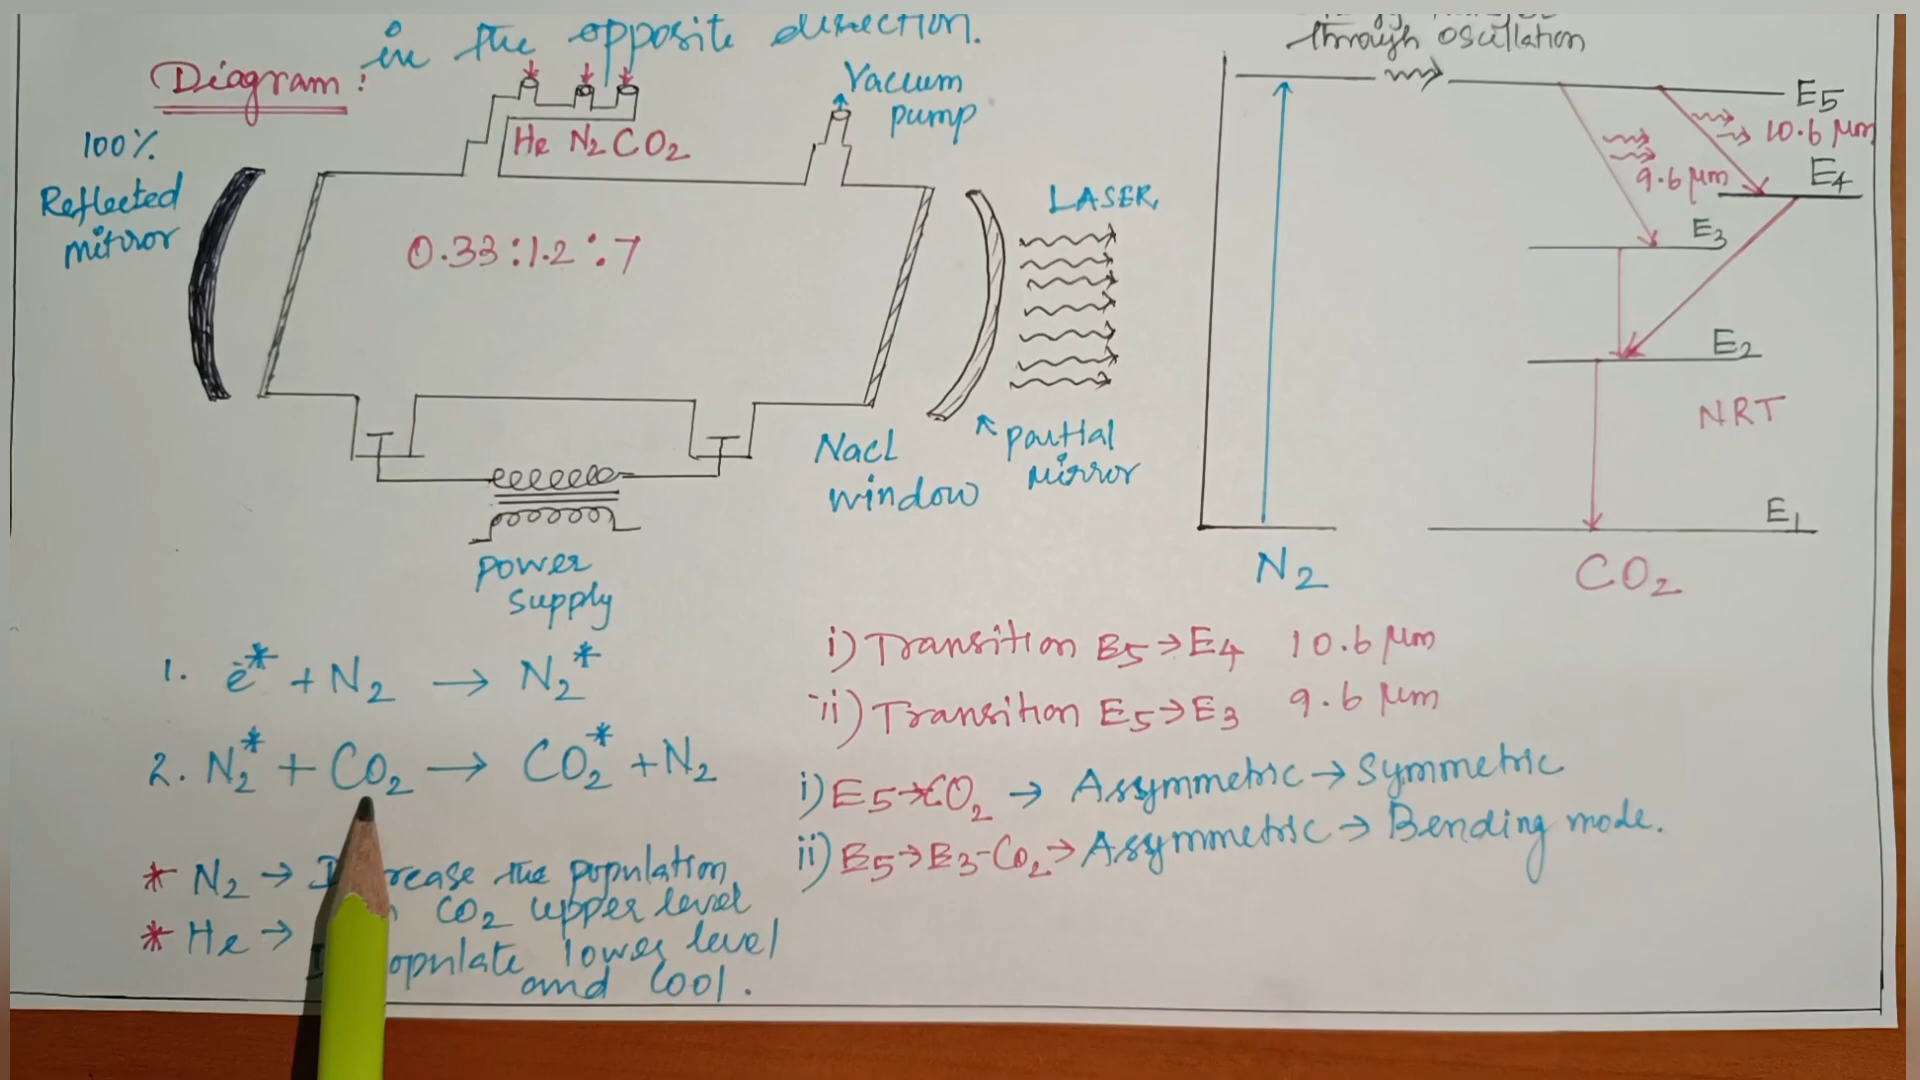 in the opposite direction.
Diagram:
100%
Reflected
mirror
He N2 CO2
Vacuum
pump
0.33:1.2:7
LASER
Nacl
window
partial
mirror
Power
Supply
through oscillation
E5
10.6 μm
9.6 μm
E4
E3
E2
NRT
E1
N2
CO2
1. e* + N2 → N2*
2. N2* + CO2 → CO2* + N2
* N2 → the population
CO2 upper level
* He → lower level
and Cool.
i) Transition E5→E4 10.6 μm
ii) Transition E5→E3 9.6 μm
i) E5→CO2 → Assymmetric → Symmetric
ii) E5→E3-Co2→ Assymmetric → Bending mode.